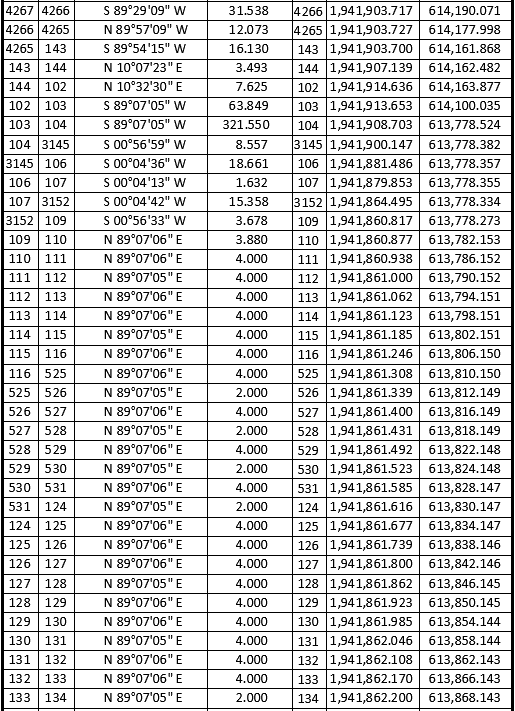 4267 4266 S 89°29'09" W 31.538 4266 1,941,903.717 614,190.071
4266 4265 N 89°57'09" W 12.073 4265 1,941,903.727 614,177.998
4265 143 S 89°54'15" W 16.130 143 1,941,903.700 614,161.868
143 144 N 10°07'23" E 3.493 144 1,941,907.139 614,162.482
144 102 N 10°32'30" E 7.625 102 1,941,914.636 614,163.877
102 103 S 89°07'05" W 63.849 103 1,941,913.653 614,100.035
103 104 S 89°07'05" W 321.550 104 1,941,908.703 613,778.524
104 3145 S 00°56'59" W 8.557 3145 1,941,900.147 613,778.382
3145 106 S 00°04'36" W 18.661 106 1,941,881.486 613,778.357
106 107 S 00°04'13" W 1.632 107 1,941,879.853 613,778.355
107 3152 S 00°04'42" W 15.358 3152 1,941,864.495 613,778.334
3152 109 S 00°56'33" W 3.678 109 1,941,860.817 613,778.273
109 110 N 89°07'06" E 3.880 110 1,941,860.877 613,782.153
110 111 N 89°07'06" E 4.000 111 1,941,860.938 613,786.152
111 112 N 89°07'05" E 4.000 112 1,941,861.000 613,790.152
112 113 N 89°07'06" E 4.000 113 1,941,861.062 613,794.151
113 114 N 89°07'06" E 4.000 114 1,941,861.123 613,798.151
114 115 N 89°07'05" E 4.000 115 1,941,861.185 613,802.151
115 116 N 89°07'06" E 4.000 116 1,941,861.246 613,806.150
116 525 N 89°07'06" E 4.000 525 1,941,861.308 613,810.150
525 526 N 89°07'05" E 2.000 526 1,941,861.339 613,812.149
526 527 N 89°07'06" E 4.000 527 1,941,861.400 613,816.149
527 528 N 89°07'05" E 2.000 528 1,941,861.431 613,818.149
528 529 N 89°07'06" E 4.000 529 1,941,861.492 613,822.148
529 530 N 89°07'05" E 2.000 530 1,941,861.523 613,824.148
530 531 N 89°07'06" E 4.000 531 1,941,861.585 613,828.147
531 124 N 89°07'05" E 2.000 124 1,941,861.616 613,830.147
124 125 N 89°07'06" E 4.000 125 1,941,861.677 613,834.147
125 126 N 89°07'06" E 4.000 126 1,941,861.739 613,838.146
126 127 N 89°07'06" E 4.000 127 1,941,861.800 613,842.146
127 128 N 89°07'05" E 4.000 128 1,941,861.862 613,846.145
128 129 N 89°07'06" E 4.000 129 1,941,861.923 613,850.145
129 130 N 89°07'06" E 4.000 130 1,941,861.985 613,854.144
130 131 N 89°07'05" E 4.000 131 1,941,862.046 613,858.144
131 132 N 89°07'06" E 4.000 132 1,941,862.108 613,862.143
132 133 N 89°07'06" E 4.000 133 1,941,862.170 613,866.143
133 134 N 89°07'05" E 2.000 134 1,941,862.200 613,868.143